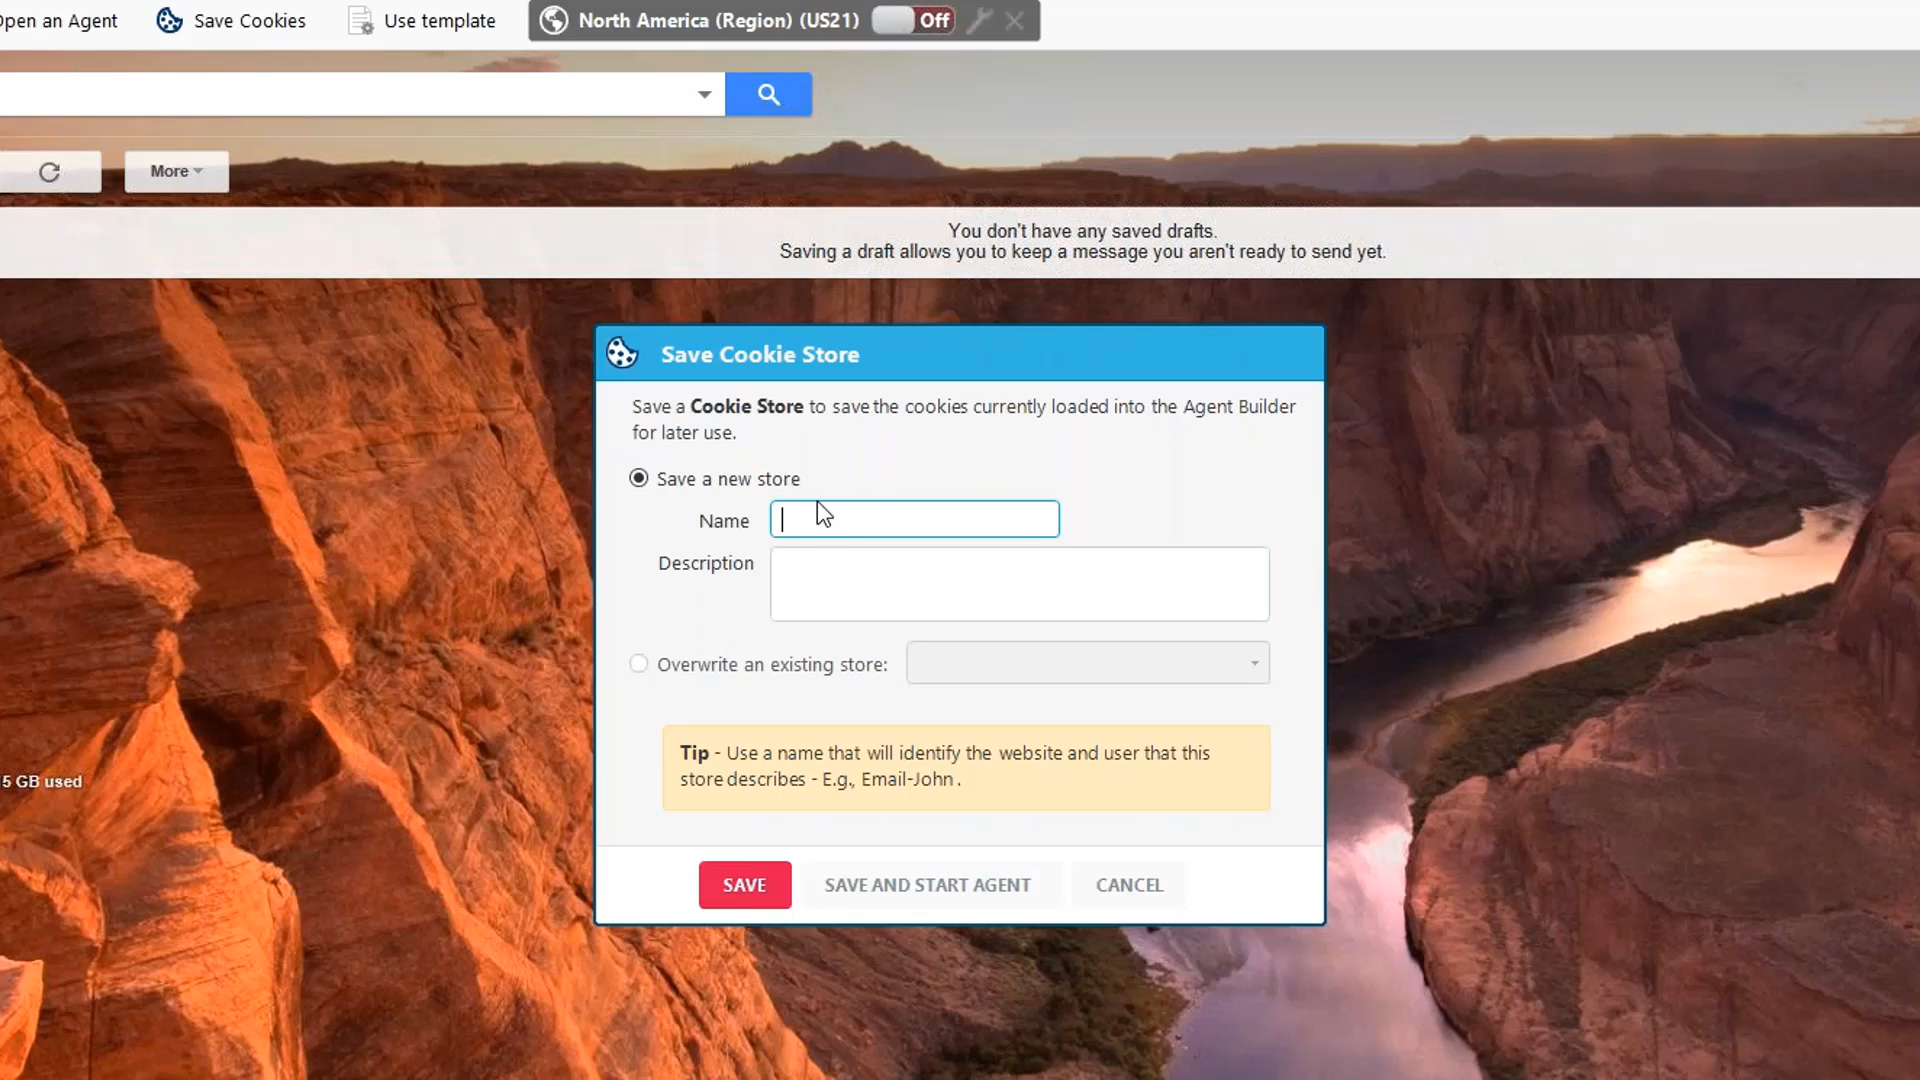 pen an Agent Save Cookies Use template North America (Region) (US21) Off
More
You don't have any saved drafts.
Saving a draft allows you to keep a message you aren't ready to send yet.
Save Cookie Store
Save a Cookie Store to save the cookies currently loaded into the Agent Builder
for later use.
Save a new store
Name
Description
Overwrite an existing store:
Tip - Use a name that will identify the website and user that this
store describes - E.g., Email-John .
5 GB used
SAVE SAVE AND START AGENT CANCEL